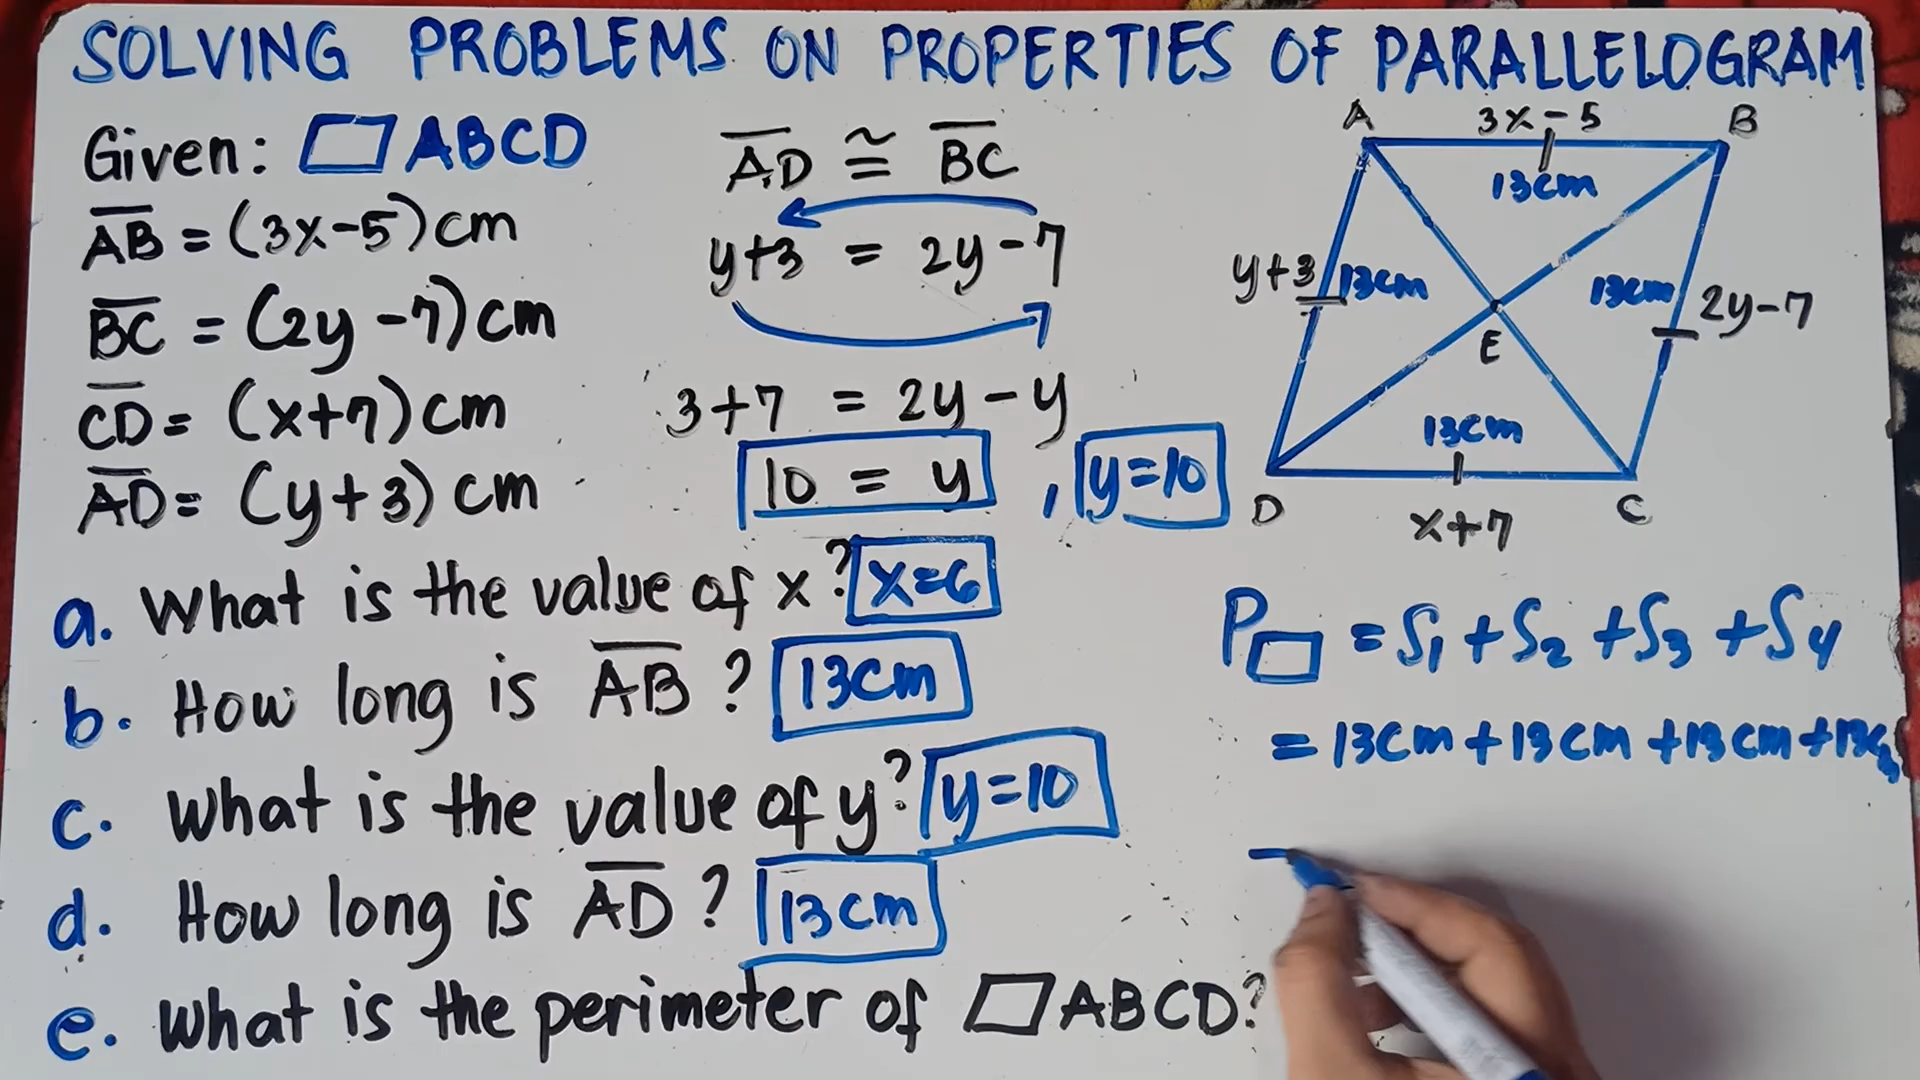 SOLVING PROBLEMS ON PROPERTIES OF PARALLELOGRAM
Given: ▱ABCD
AB = (3x-5)cm
BC = (2y-7)cm
CD = (x+7)cm
AD = (y+3)cm
AD ≅ BC
y+3 = 2y-7
3+7 = 2y-y
10 = y , y=10
A 3x-5 B
13cm
y+3 13cm 13cm 2y-7
E
13cm
D x+7 C
a. What is the value of x? x=6
b. How long is AB? 13cm
c. What is the value of y? y=10
d. How long is AD? 13cm
e. What is the perimeter of ▱ABCD?
P▱ = S1+S2+S3+S4
= 13cm+13cm+13cm+13cm